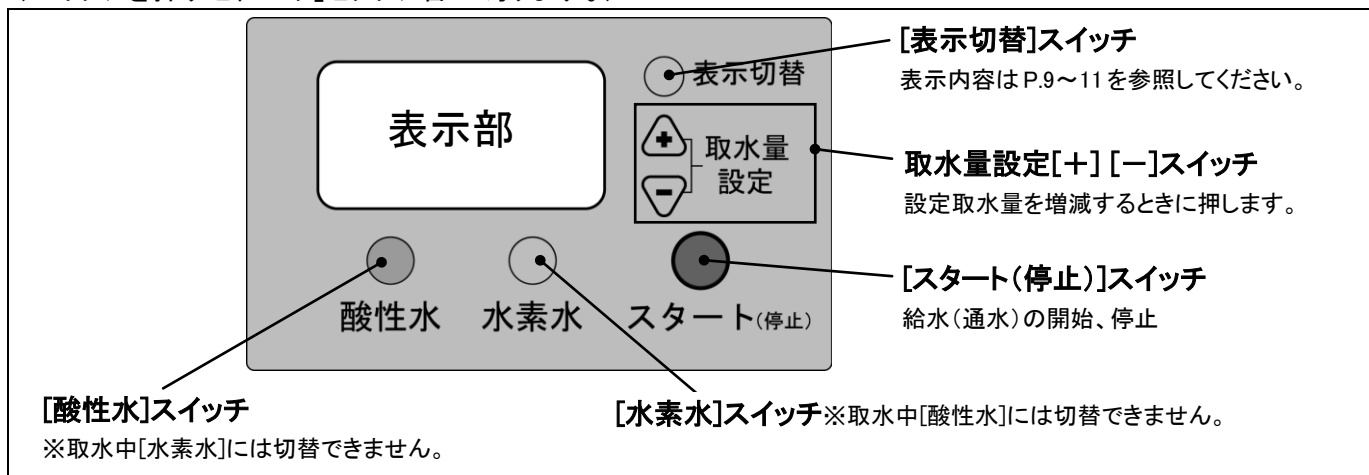 [表示切替]スイッチ
表示内容はP.9～11を参照してください。
表示切替
表示部
取水量
設定
取水量設定[＋] [－]スイッチ
設定取水量を増減するときに押します。
[スタート(停止)]スイッチ
給水(通水)の開始、停止
酸性水 水素水 スタート(停止)
[酸性水]スイッチ
※取水中[水素水]には切替できません。
[水素水]スイッチ※取水中[酸性水]には切替できません。